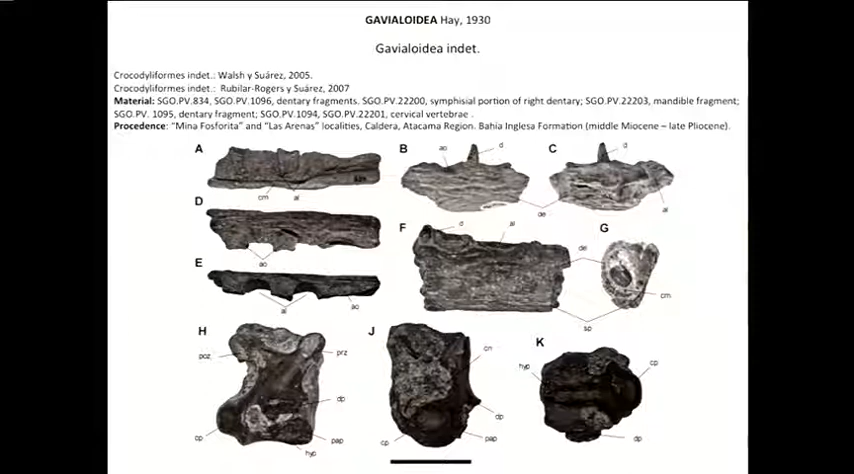 GAVIALOIDEA Hay, 1930
Gavialoidea indet.
Crocodyliformes indet.: Walsh y Suárez, 2005.
Crocodyliformes indet.: Rubilar-Rogers y Suárez, 2007
Material: SGO.PV.834, SGO.PV.1096, dentary fragments. SGO.PV.22200, symphisial portion of right dentary; SGO.PV.22203, mandible fragment;
SGO.PV. 1095, dentary fragment; SGO.PV.1094, SGO.PV.22201, cervical vertebrae .
Procedence: "Mina Fosforita" and "Las Arenas" localities, Caldera, Atacama Region. Bahia Inglesa Formation (middle Miocene – late Pliocene).
A B C
ao d d
cm al de al
D F G
d al de
ao
E
cm
al ao so
H J K
poz prz cn hyp cp
dp dp
cp pap cp pap dp
hyp